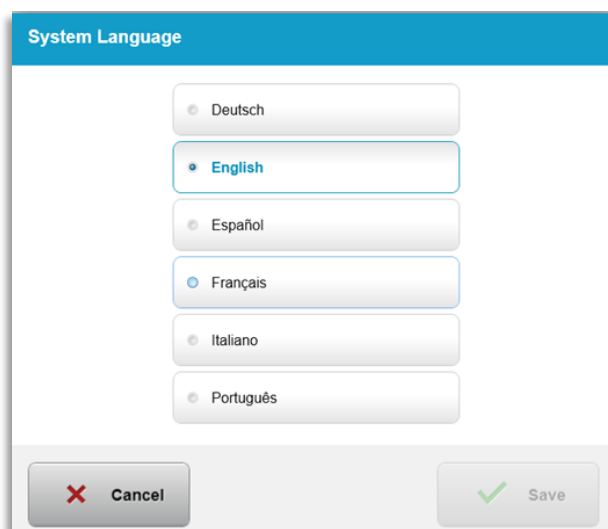 System Language
Deutsch
English
Español
Français
Italiano
Português
Cancel
Save